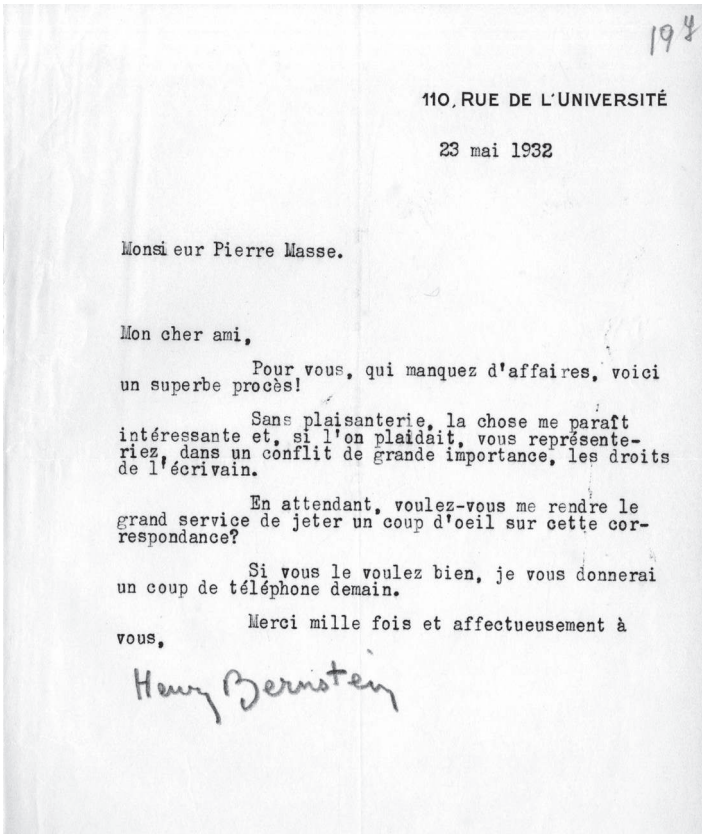 197
110, RUE DE L'UNIVERSITÉ
23 mai 1932
Monsieur Pierre Masse.
Mon cher ami,
Pour vous, qui manquez d'affaires, voici
un superbe procès!
Sans plaisanterie, la chose me paraît
intéressante et, si l'on plaidait, vous représente-
riez, dans un conflit de grande importance, les droits
de l'écrivain.
En attendant, voulez-vous me rendre le
grand service de jeter un coup d'oeil sur cette cor-
respondance?
Si vous le voulez bien, je vous donnerai
un coup de téléphone demain.
Merci mille fois et affectueusement à
vous,
Henry Bernstein